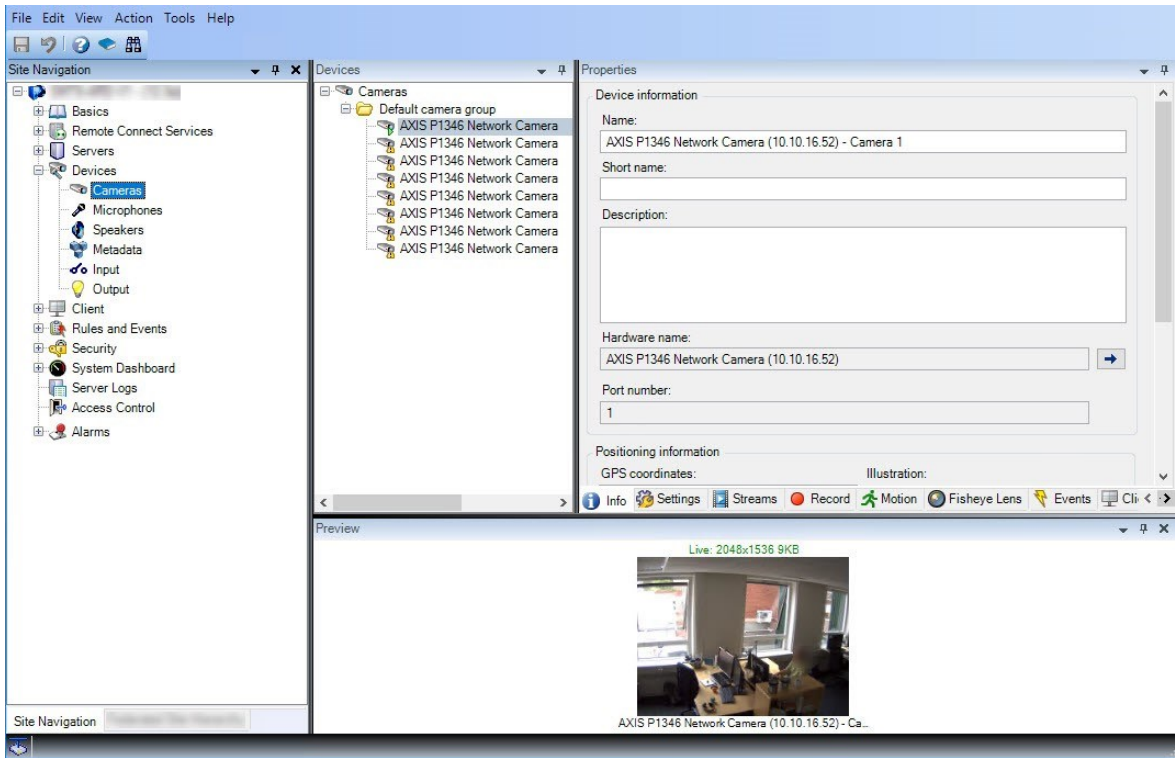 File Edit View Action Tools Help
Site Navigation
Basics
Remote Connect Services
Servers
Devices
Cameras
Microphones
Speakers
Metadata
Input
Output
Client
Rules and Events
Security
System Dashboard
Server Logs
Access Control
Alarms
Site Navigation
Devices
Cameras
Default camera group
AXIS P1346 Network Camera
AXIS P1346 Network Camera
AXIS P1346 Network Camera
AXIS P1346 Network Camera
AXIS P1346 Network Camera
AXIS P1346 Network Camera
AXIS P1346 Network Camera
AXIS P1346 Network Camera
Properties
Device information
Name:
AXIS P1346 Network Camera (10.10.16.52) - Camera 1
Short name:
Description:
Hardware name:
AXIS P1346 Network Camera (10.10.16.52)
Port number:
1
Positioning information
GPS coordinates: Illustration:
Info Settings Streams Record Motion Fisheye Lens Events Cli
Preview
Live: 2048x1536 9KB
AXIS P1346 Network Camera (10.10.16.52) - Ca...